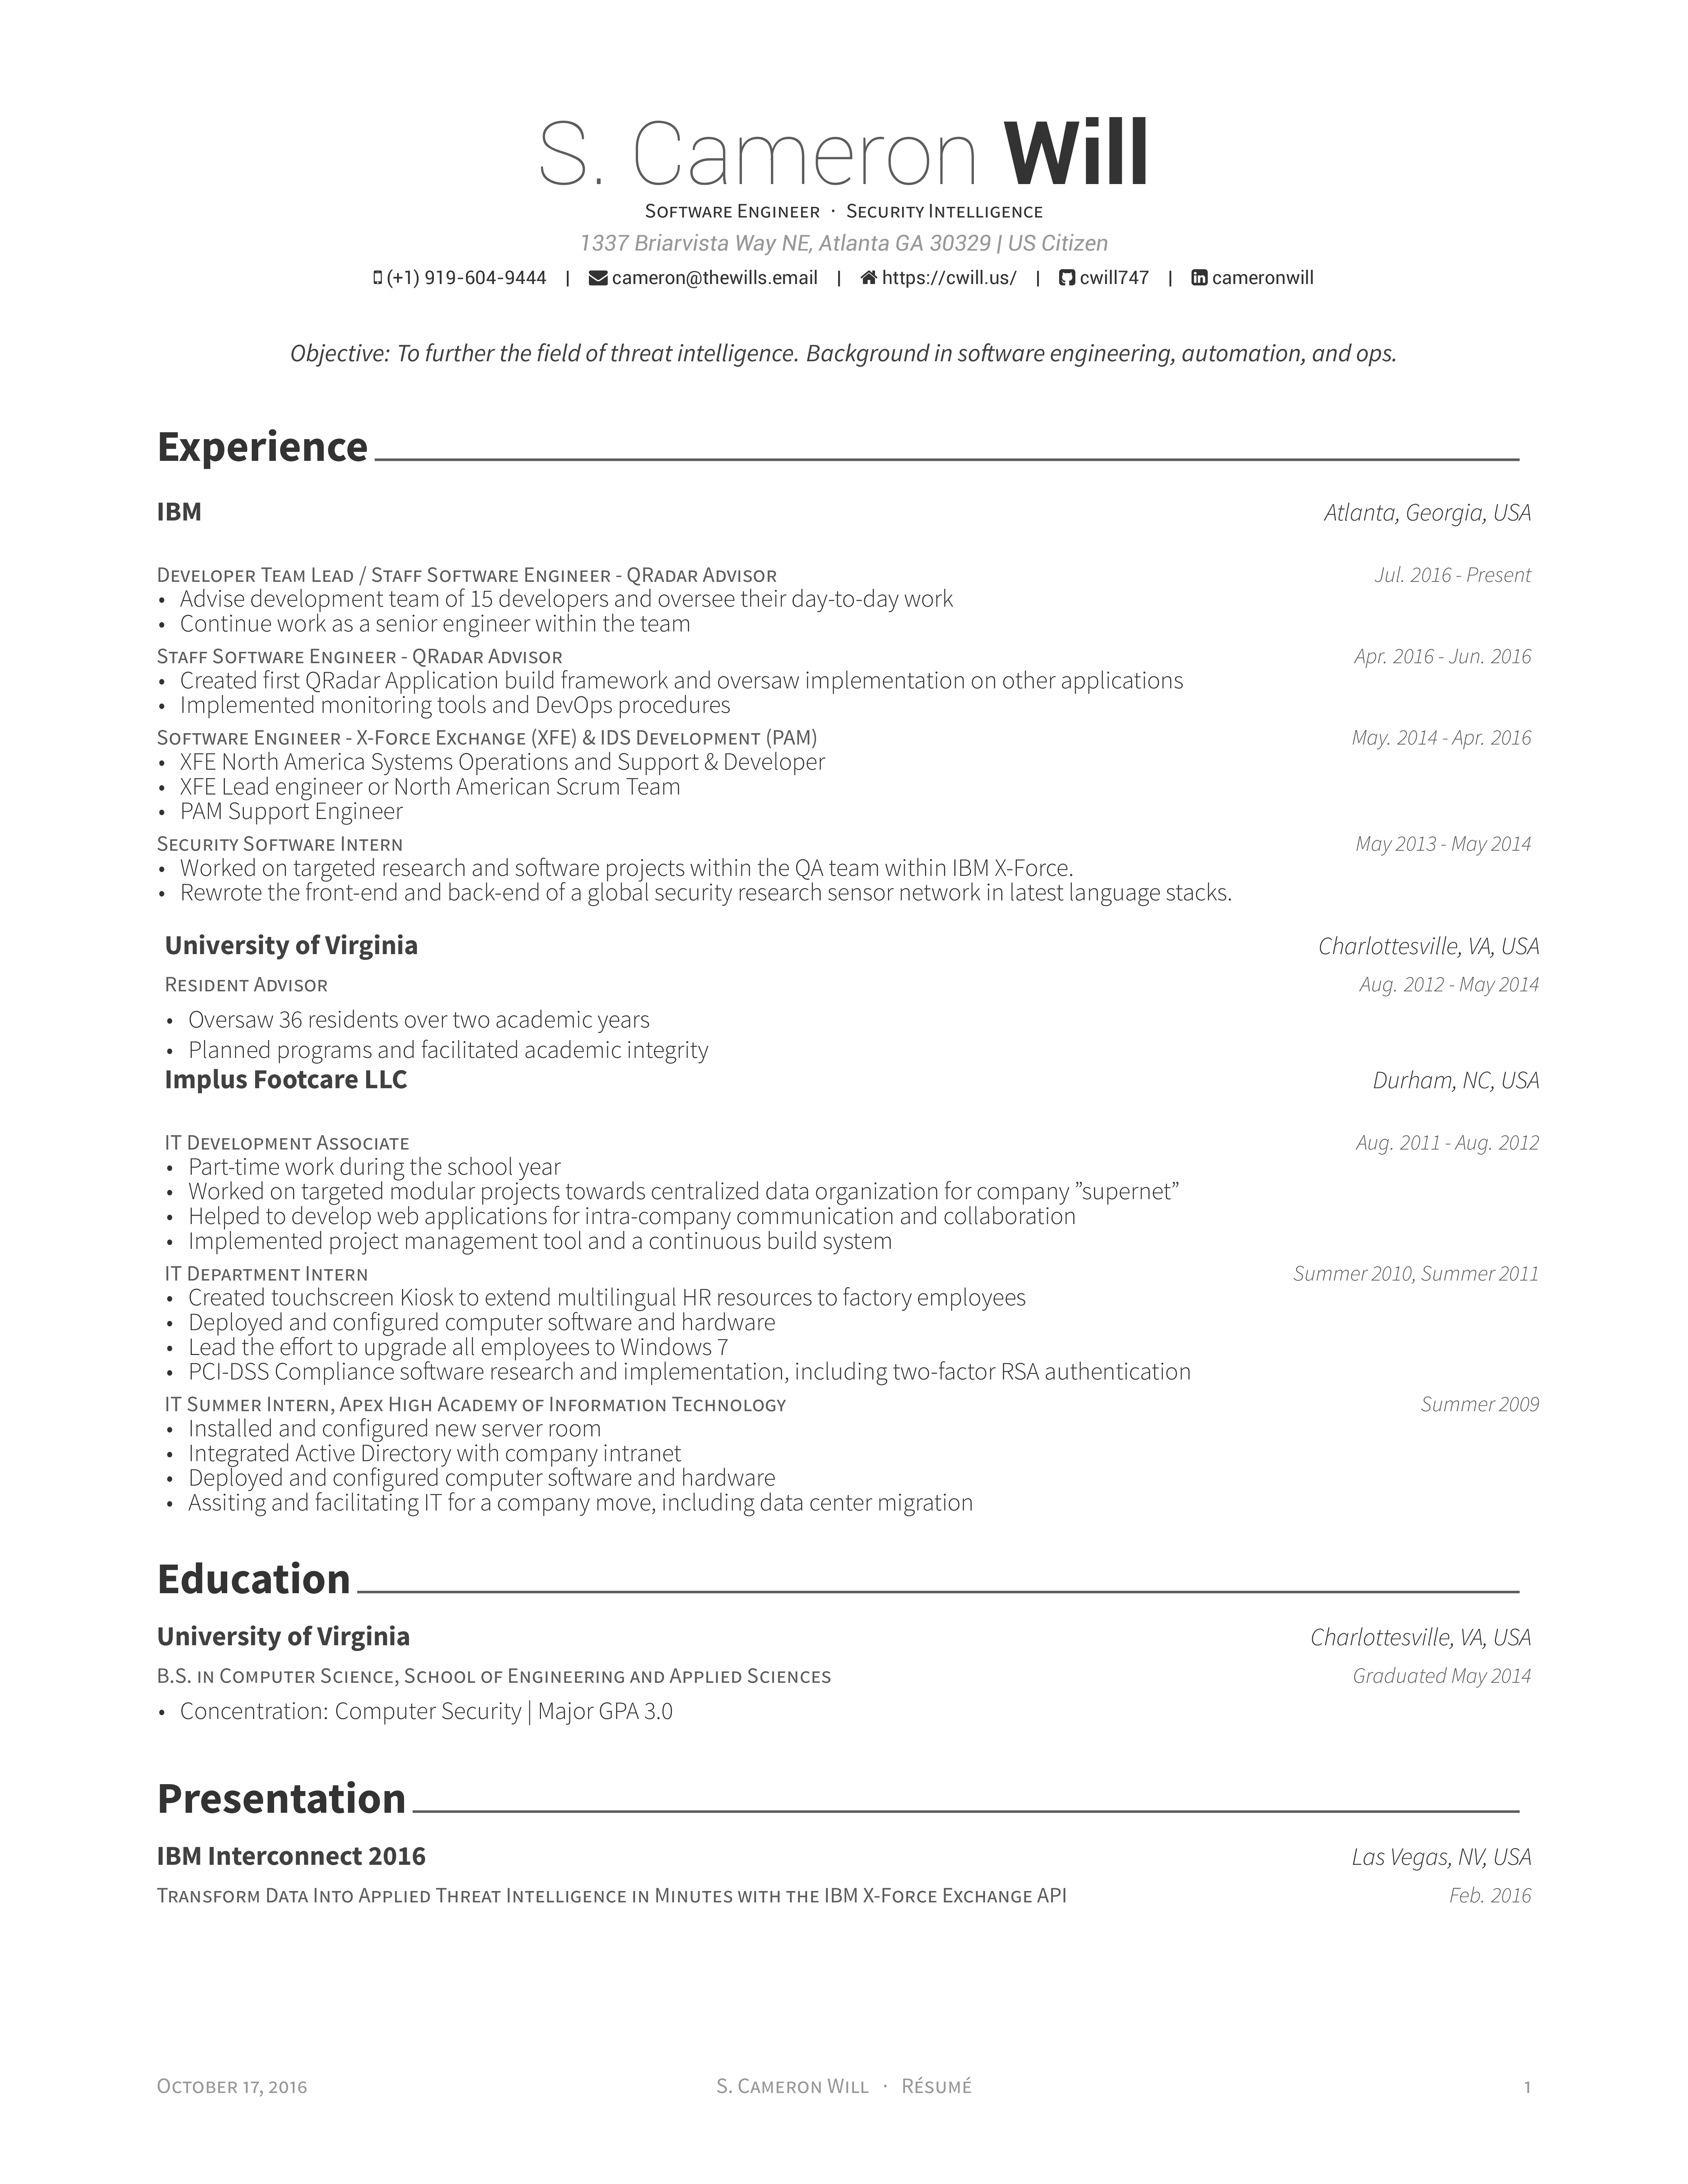 S. Cameron Will
Software Engineer · Security Intelligence
1337 Briarvista Way NE, Atlanta GA 30329 | US Citizen
(+1) 919-604-9444 | cameron@thewills.email | https://cwill.us/ | cwill747 | cameronwill
Objective: To further the field of threat intelligence. Background in software engineering, automation, and ops.
Experience
IBM Atlanta, Georgia, USA
Developer Team Lead / Staff Software Engineer - QRadar Advisor Jul. 2016 - Present
• Advise development team of 15 developers and oversee their day-to-day work
• Continue work as a senior engineer within the team
Staff Software Engineer - QRadar Advisor Apr. 2016 - Jun. 2016
• Created first QRadar Application build framework and oversaw implementation on other applications
• Implemented monitoring tools and DevOps procedures
Software Engineer - X-Force Exchange (XFE) & IDS Development (PAM) May. 2014 - Apr. 2016
• XFE North America Systems Operations and Support & Developer
• XFE Lead engineer or North American Scrum Team
• PAM Support Engineer
Security Software Intern May 2013 - May 2014
• Worked on targeted research and software projects within the QA team within IBM X-Force.
• Rewrote the front-end and back-end of a global security research sensor network in latest language stacks.
University of Virginia Charlottesville, VA, USA
Resident Advisor Aug. 2012 - May 2014
• Oversaw 36 residents over two academic years
• Planned programs and facilitated academic integrity
Implus Footcare LLC Durham, NC, USA
IT Development Associate Aug. 2011 - Aug. 2012
• Part-time work during the school year
• Worked on targeted modular projects towards centralized data organization for company ”supernet”
• Helped to develop web applications for intra-company communication and collaboration
• Implemented project management tool and a continuous build system
IT Department Intern Summer 2010, Summer 2011
• Created touchscreen Kiosk to extend multilingual HR resources to factory employees
• Deployed and configured computer software and hardware
• Lead the effort to upgrade all employees to Windows 7
• PCI-DSS Compliance software research and implementation, including two-factor RSA authentication
IT Summer Intern, Apex High Academy of Information Technology Summer 2009
• Installed and configured new server room
• Integrated Active Directory with company intranet
• Deployed and configured computer software and hardware
• Assiting and facilitating IT for a company move, including data center migration
Education
University of Virginia Charlottesville, VA, USA
B.S. in Computer Science, School of Engineering and Applied Sciences Graduated May 2014
• Concentration: Computer Security | Major GPA 3.0
Presentation
IBM Interconnect 2016 Las Vegas, NV, USA
Transform Data Into Applied Threat Intelligence in Minutes with the IBM X-Force Exchange API Feb. 2016
October 17, 2016 S. Cameron Will · Résumé 1